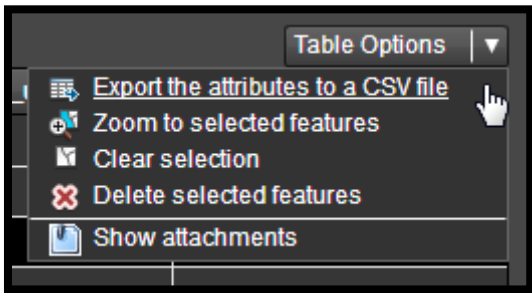 Table Options
Export the attributes to a CSV file
Zoom to selected features
Clear selection
Delete selected features
Show attachments